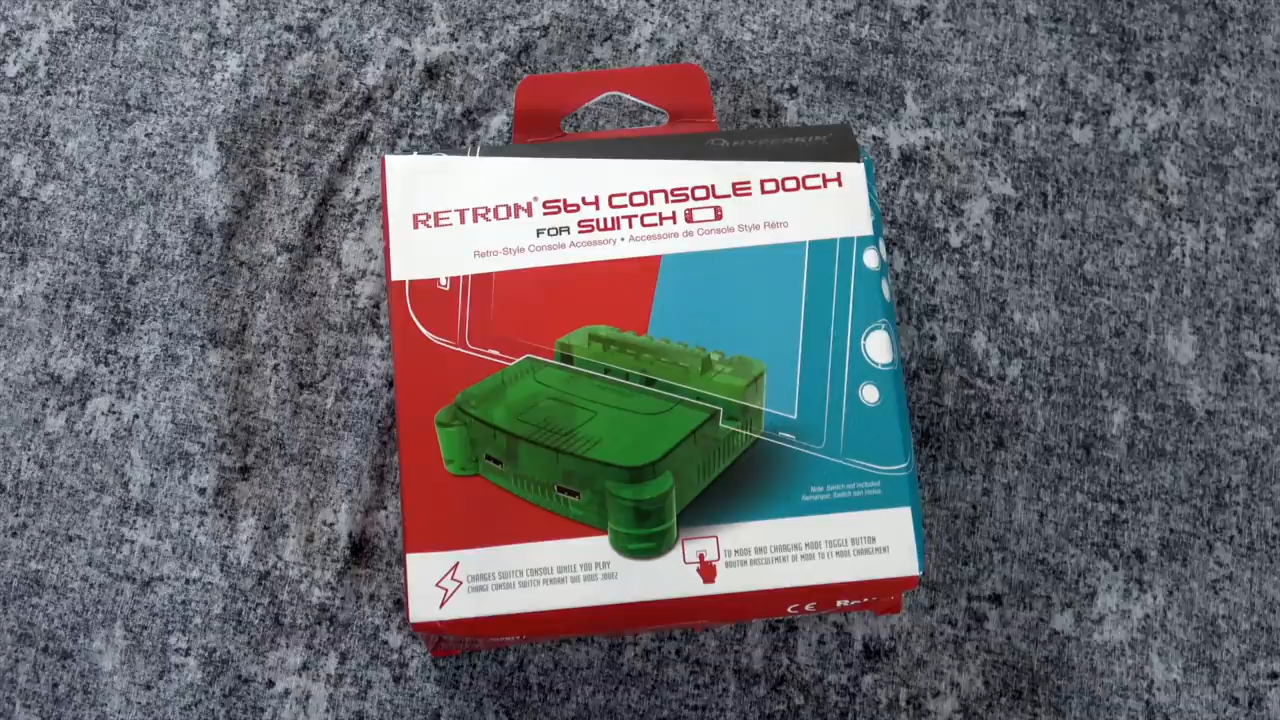 HYPERKIN
RETRON® S64 CONSOLE DOCK
FOR SWITCH
Retro-Style Console Accessory • Accessoire de Console Style Rétro
Note: Switch not included
Remarque: Switch non inclus.
CHARGES SWITCH CONSOLE WHILE YOU PLAY
CHARGE CONSOLE SWITCH PENDANT QUE VOUS JOUEZ
TV MODE AND CHARGING MODE TOGGLE BUTTON
BOUTON BASCULEMENT DE MODE TV ET MODE CHARGEMENT
CE